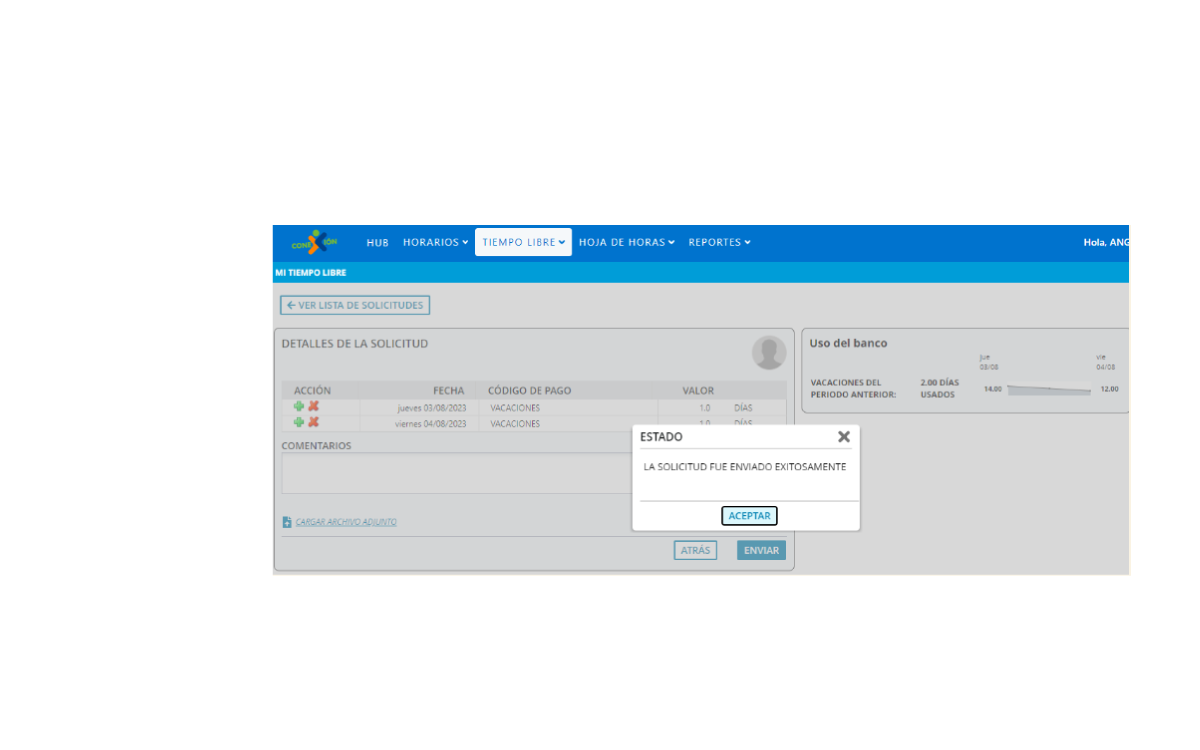 CONEXIÓN HUB HORARIOS TIEMPO LIBRE HOJA DE HORAS REPORTES Hola, ANG
MI TIEMPO LIBRE
VER LISTA DE SOLICITUDES
DETALLES DE LA SOLICITUD
ACCIÓN FECHA CÓDIGO DE PAGO VALOR
jueves 03/08/2023 VACACIONES 1.0 DÍAS
viernes 04/08/2023 VACACIONES 1.0 DÍAS
COMENTARIOS
CARGAR ARCHIVO ADJUNTO
ATRÁS ENVIAR
Uso del banco
jue vie
03/08 04/08
VACACIONES DEL 2.00 DÍAS 14.00 12.00
PERIODO ANTERIOR: USADOS
ESTADO
LA SOLICITUD FUE ENVIADO EXITOSAMENTE
ACEPTAR